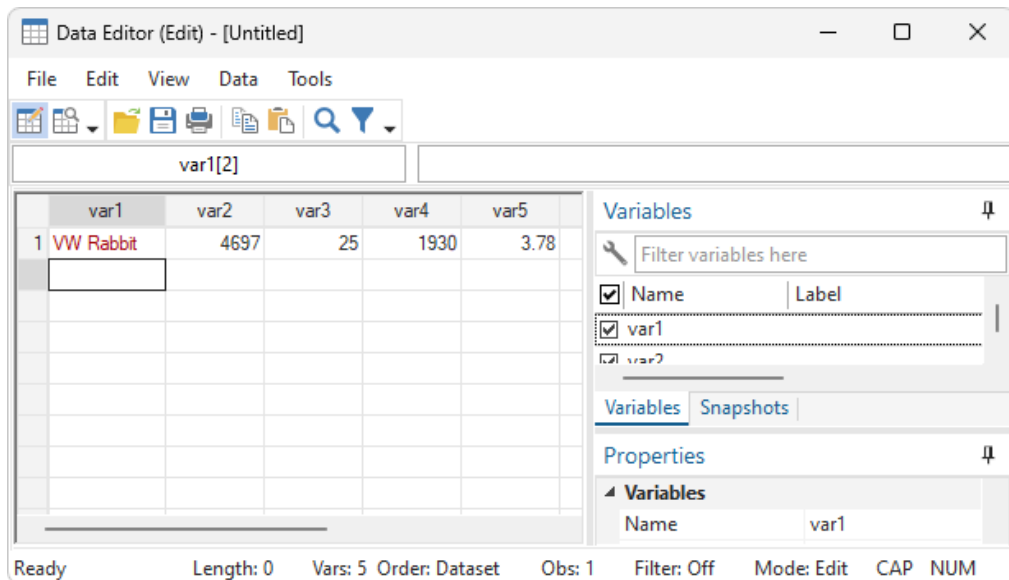 Data Editor (Edit) - [Untitled]
File Edit View Data Tools
var1[2]
var1 var2 var3 var4 var5
1 VW Rabbit 4697 25 1930 3.78
Variables
Filter variables here
Name Label
var1
var2
Variables Snapshots
Properties
Variables
Name var1
Ready Length: 0 Vars: 5 Order: Dataset Obs: 1 Filter: Off Mode: Edit CAP NUM